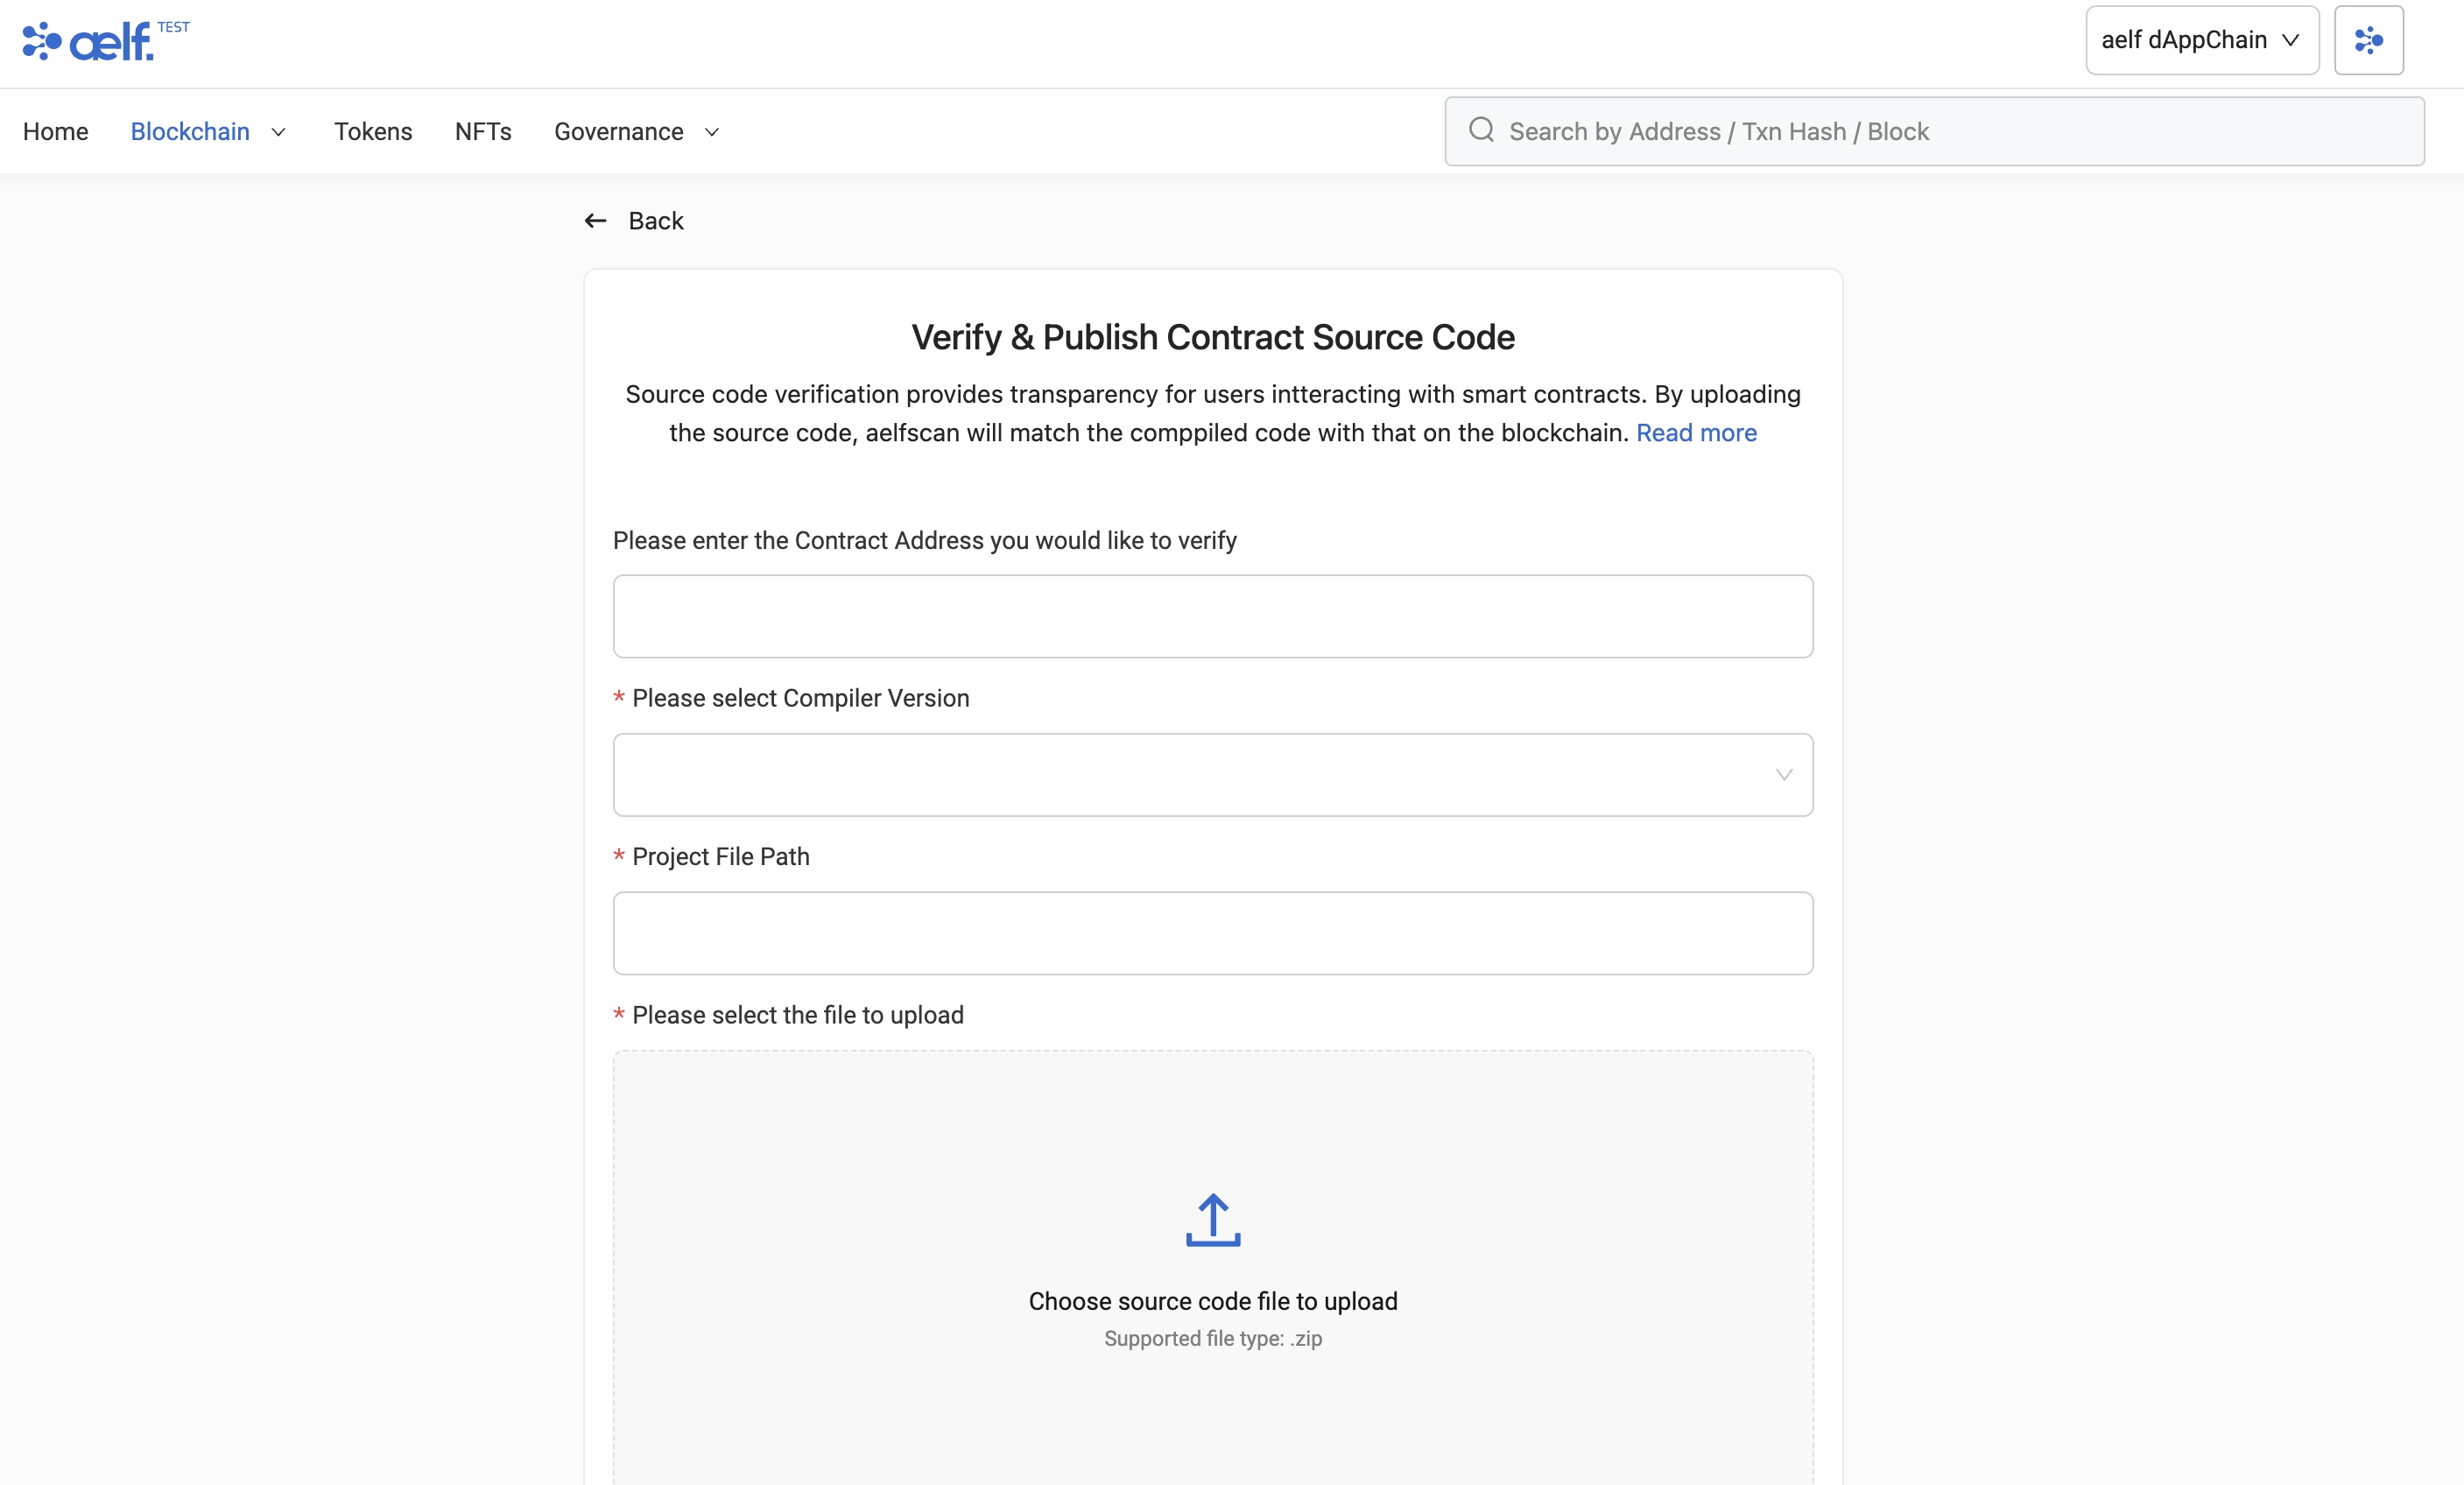 aelf. TEST
aelf dAppChain
Home Blockchain Tokens NFTs Governance
Search by Address / Txn Hash / Block
Back
Verify & Publish Contract Source Code
Source code verification provides transparency for users intteracting with smart contracts. By uploading
the source code, aelfscan will match the comppiled code with that on the blockchain. Read more
Please enter the Contract Address you would like to verify
* Please select Compiler Version
* Project File Path
* Please select the file to upload
Choose source code file to upload
Supported file type: .zip